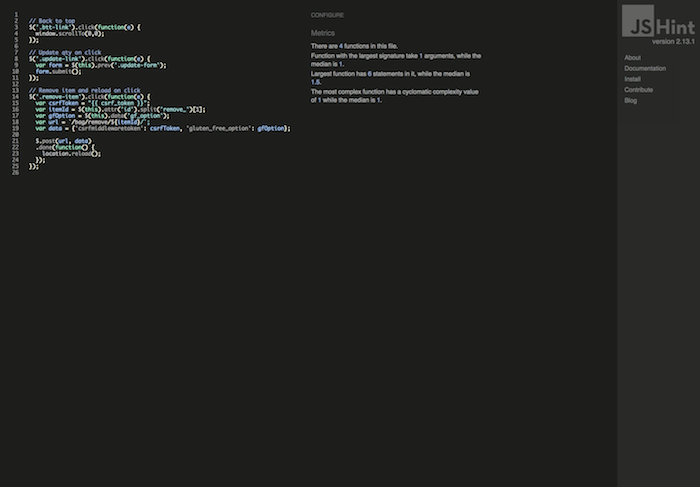 1
2 // Back to top
3 $('.btt-link').click(function(e) {
4 window.scrollTo(0,0);
5 });
6
7 // Update qty on click
8 $('.update-link').click(function(e) {
9 var form = $(this).prev('.update-form');
10 form.submit();
11 });
12
13 // Remove item and reload on click
14 $('.remove-item').click(function(e) {
15 var csrfToken = "{{ csrf_token }}";
16 var itemId = $(this).attr('id').split('remove_')[1];
17 var gfOption = $(this).data('gf_option');
18 var url = `/bag/remove/${itemId}/`;
19 var data = {'csrfmiddlewaretoken': csrfToken, 'gluten_free_option': gfOption};
20
21 $.post(url, data)
22 .done(function() {
23 location.reload();
24 });
25 });
26
CONFIGURE
Metrics
There are 4 functions in this file.
Function with the largest signature take 1 arguments, while the
median is 1.
Largest function has 6 statements in it, while the median is
1.5.
The most complex function has a cyclomatic complexity value
of 1 while the median is 1.
JSHint
version 2.13.1
About
Documentation
Install
Contribute
Blog